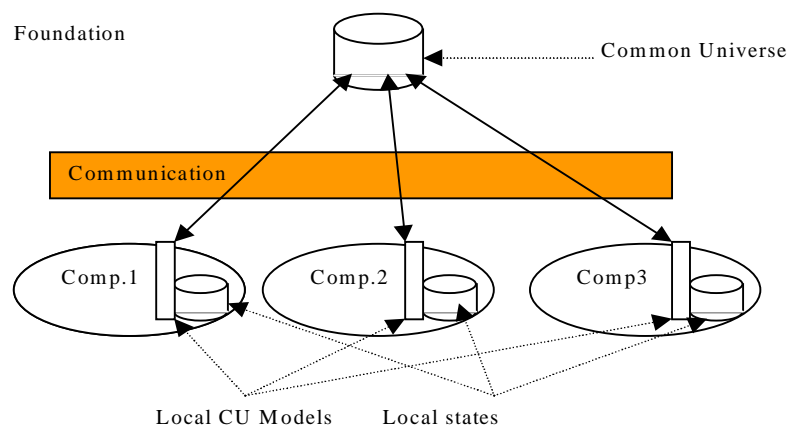 Foundation
Common Universe
Communication
Comp.1
Comp.2
Comp3
Local CU Models
Local states